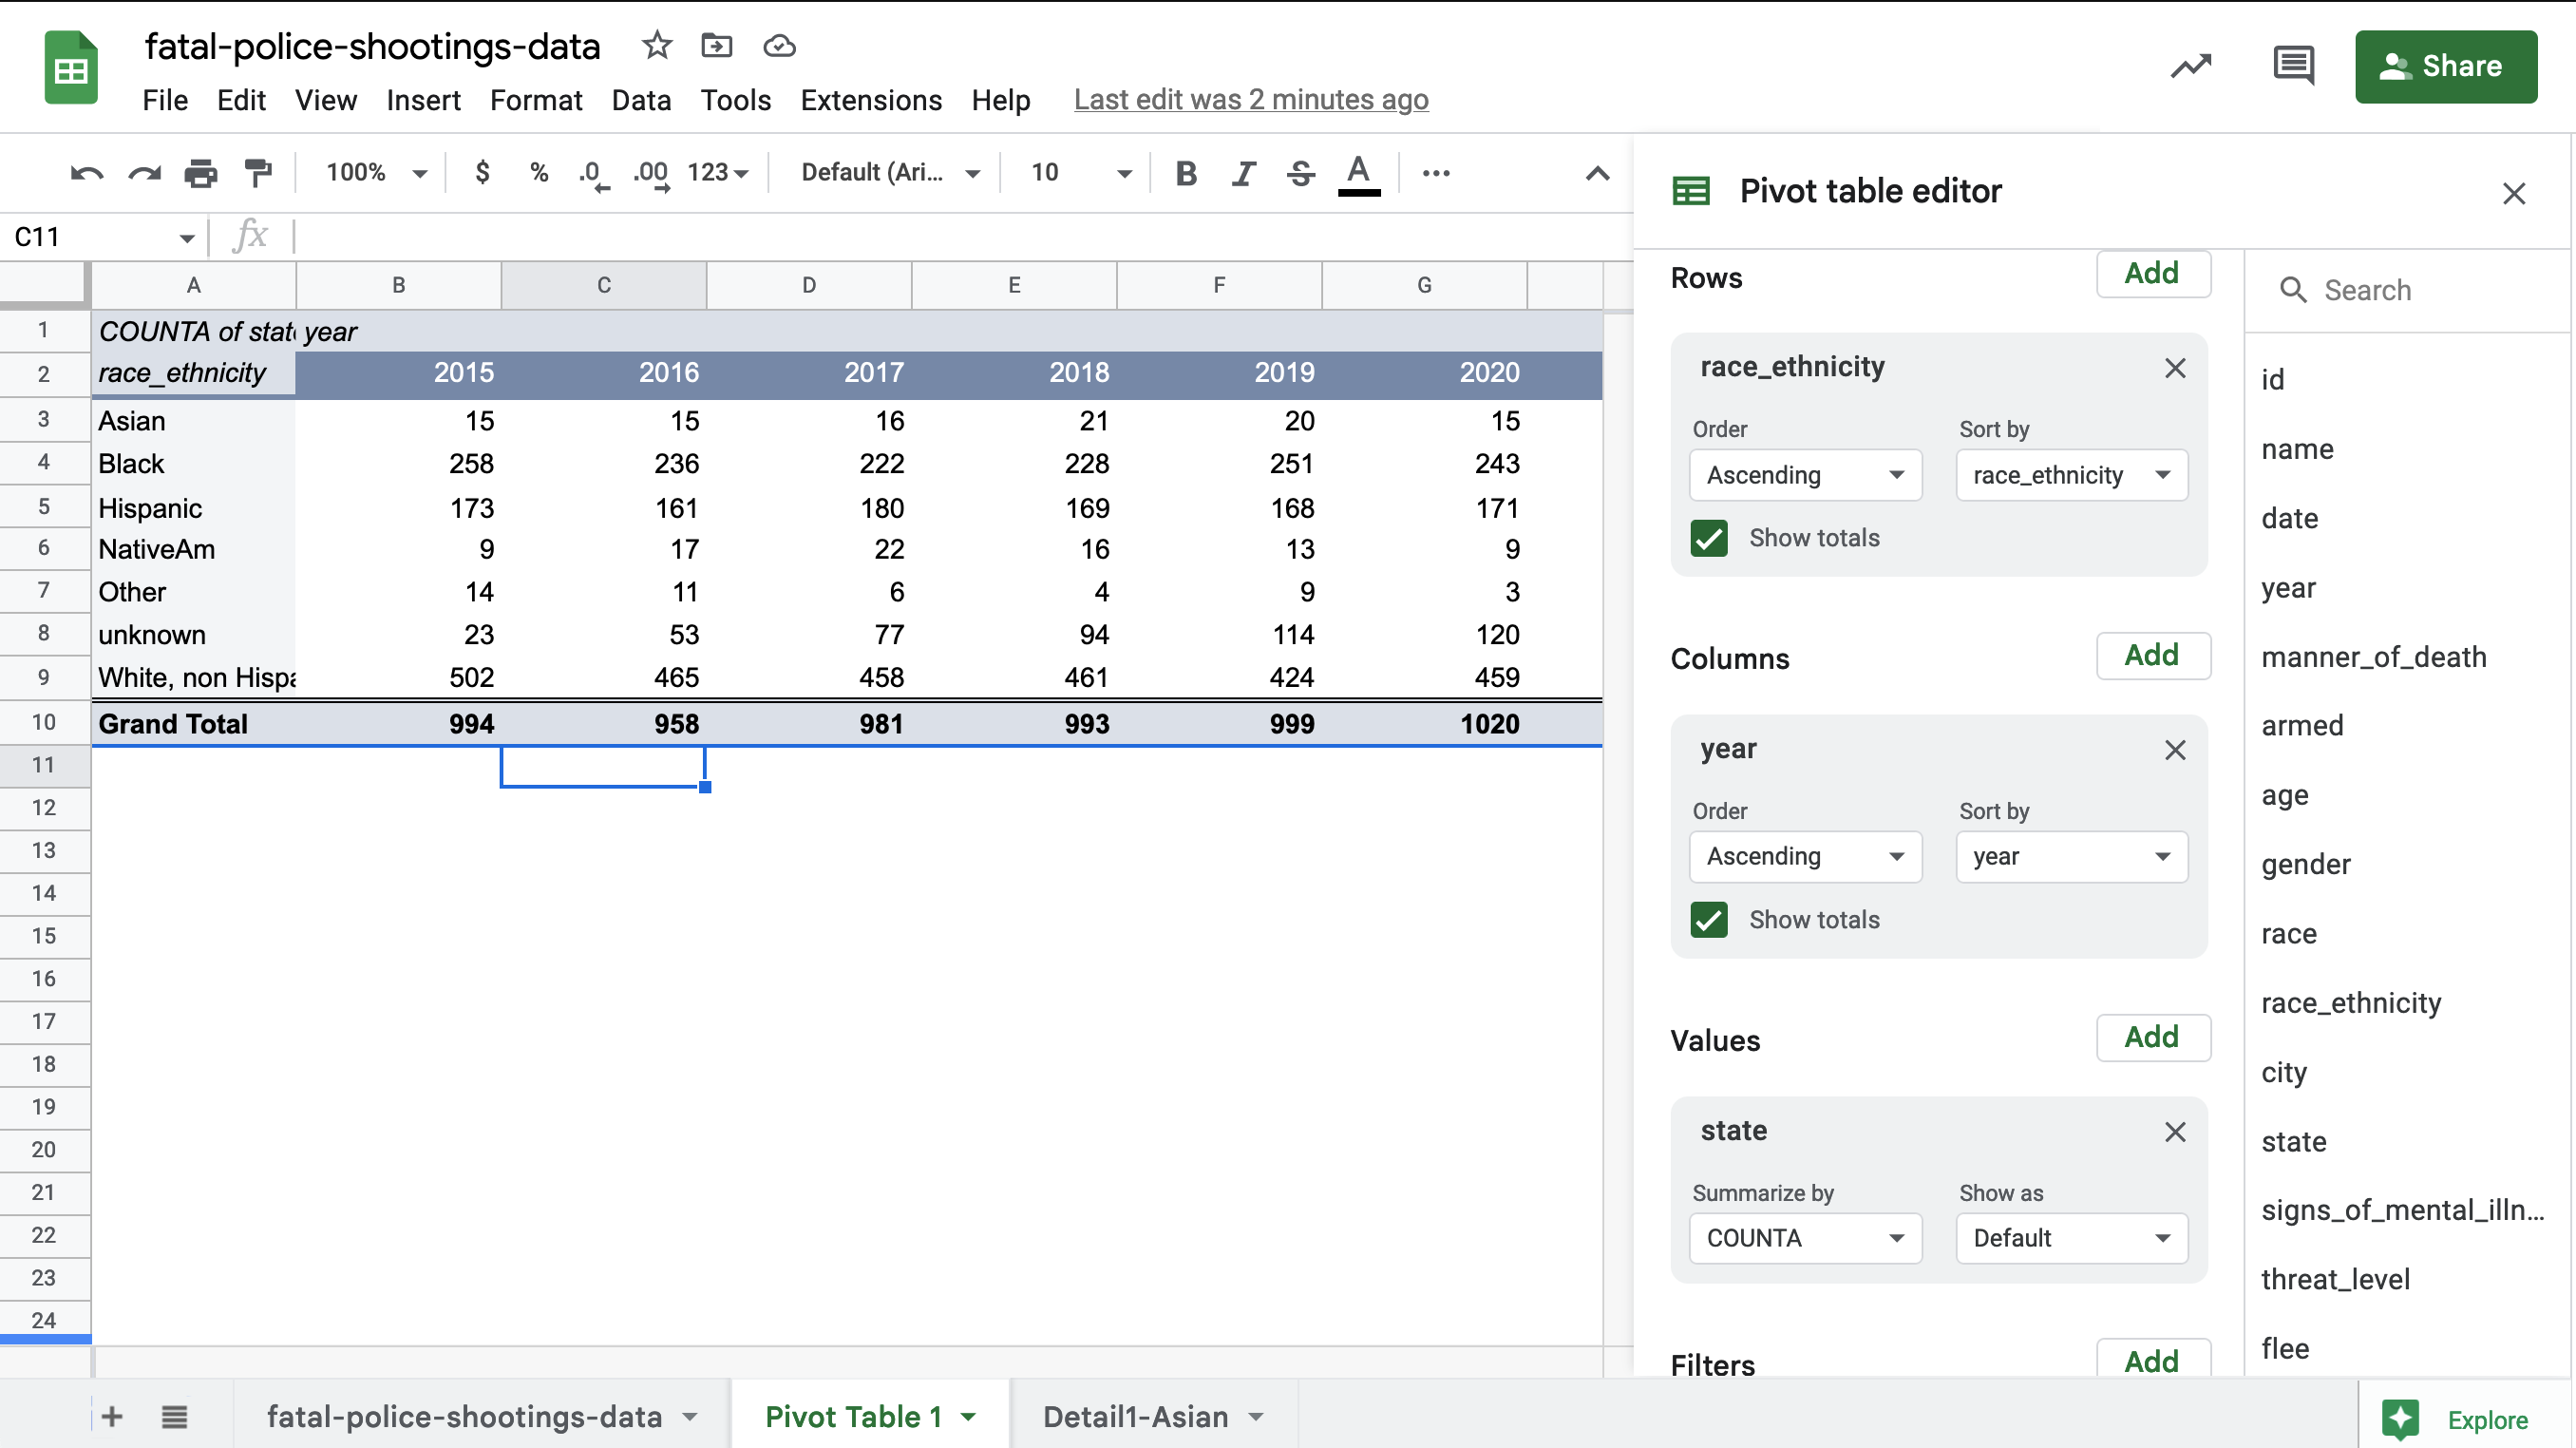 fatal-police-shootings-data
File Edit View Insert Format Data Tools Extensions Help Last edit was 2 minutes ago
Share
100% $ % .0 .00 123 Default (Ari... 10 B I S A
C11 fx
A B C D E F G
1 COUNTA of stat year
2 race_ethnicity 2015 2016 2017 2018 2019 2020
3 Asian 15 15 16 21 20 15
4 Black 258 236 222 228 251 243
5 Hispanic 173 161 180 169 168 171
6 NativeAm 9 17 22 16 13 9
7 Other 14 11 6 4 9 3
8 unknown 23 53 77 94 114 120
9 White, non Hispa 502 465 458 461 424 459
10 Grand Total 994 958 981 993 999 1020
11
12
13
14
15
16
17
18
19
20
21
22
23
24
Pivot table editor
Rows Add
race_ethnicity
Order Sort by
Ascending race_ethnicity
Show totals
Columns Add
year
Order Sort by
Ascending year
Show totals
Values Add
state
Summarize by Show as
COUNTA Default
Filters Add
Search
id
name
date
year
manner_of_death
armed
age
gender
race
race_ethnicity
city
state
signs_of_mental_illn...
threat_level
flee
fatal-police-shootings-data Pivot Table 1 Detail1-Asian
Explore